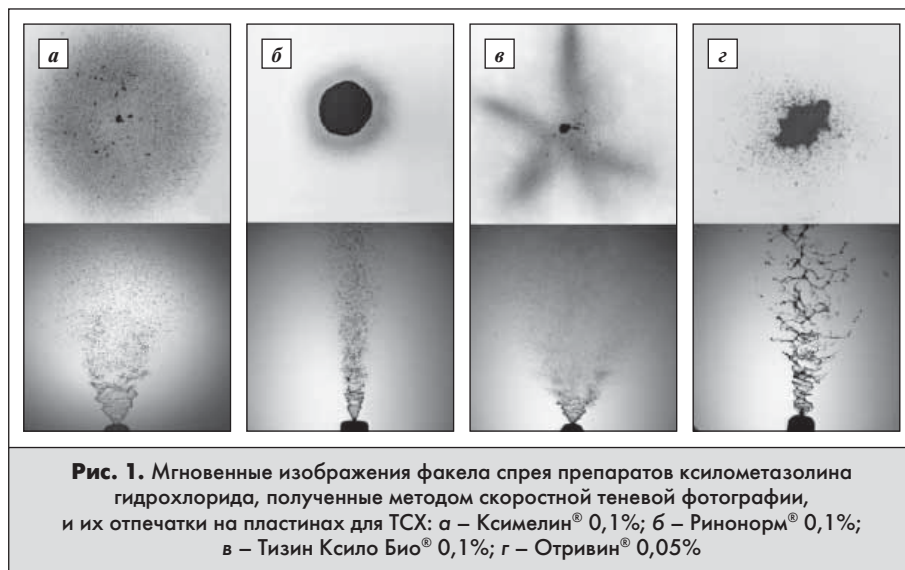 а
б
в
г
Рис. 1. Мгновенные изображения факела спрея препаратов ксилометазолина
гидрохлорида, полученные методом скоростной теневой фотографии,
и их отпечатки на пластинах для ТСХ: а – Ксимелин® 0,1%; б – Ринонорм® 0,1%;
в – Тизин Ксило Био® 0,1%; г – Отривин® 0,05%